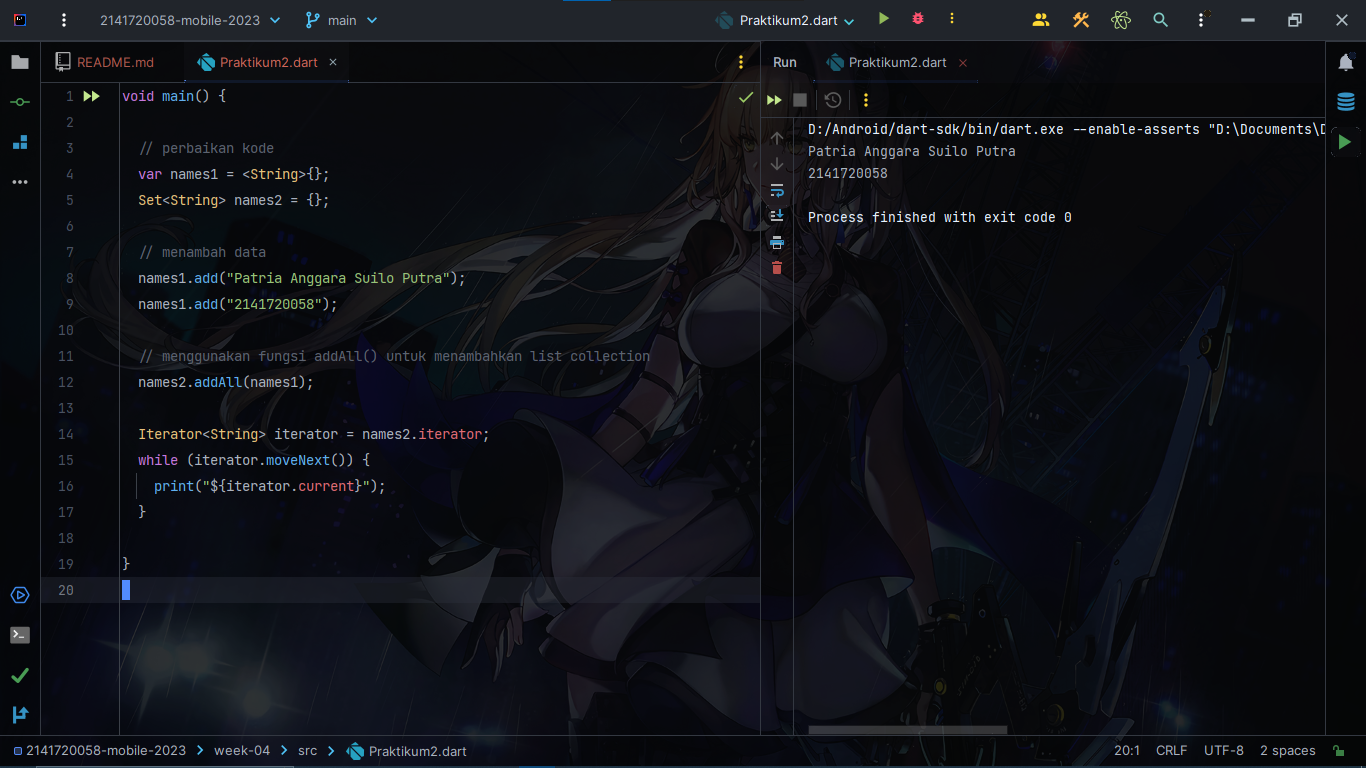 2141720058-mobile-2023
main
Praktikum2.dart
README.md
Praktikum2.dart
Run
Praktikum2.dart
1 void main() {
2
3 // perbaikan kode
4 var names1 = <String>{};
5 Set<String> names2 = {};
6
7 // menambah data
8 names1.add("Patria Anggara Suilo Putra");
9 names1.add("2141720058");
10
11 // menggunakan fungsi addAll() untuk menambahkan list collection
12 names2.addAll(names1);
13
14 Iterator<String> iterator = names2.iterator;
15 while (iterator.moveNext()) {
16 print("${iterator.current}");
17 }
18
19 }
20
D:/Android/dart-sdk/bin/dart.exe --enable-asserts "D:\Documents\D
Patria Anggara Suilo Putra
2141720058
Process finished with exit code 0
2141720058-mobile-2023 > week-04 > src > Praktikum2.dart
20:1 CRLF UTF-8 2 spaces